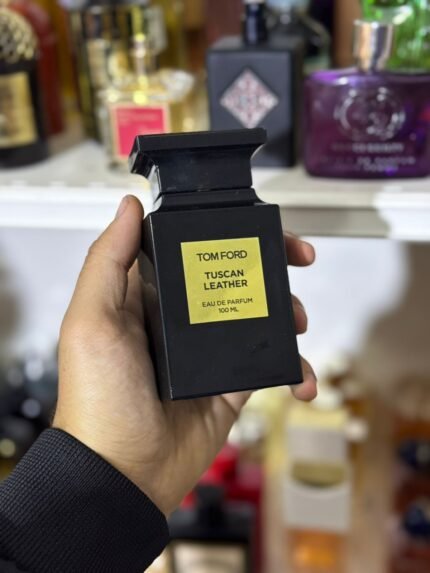 TOM FORD
TUSCAN
LEATHER
EAU DE PARFUM
100 ML